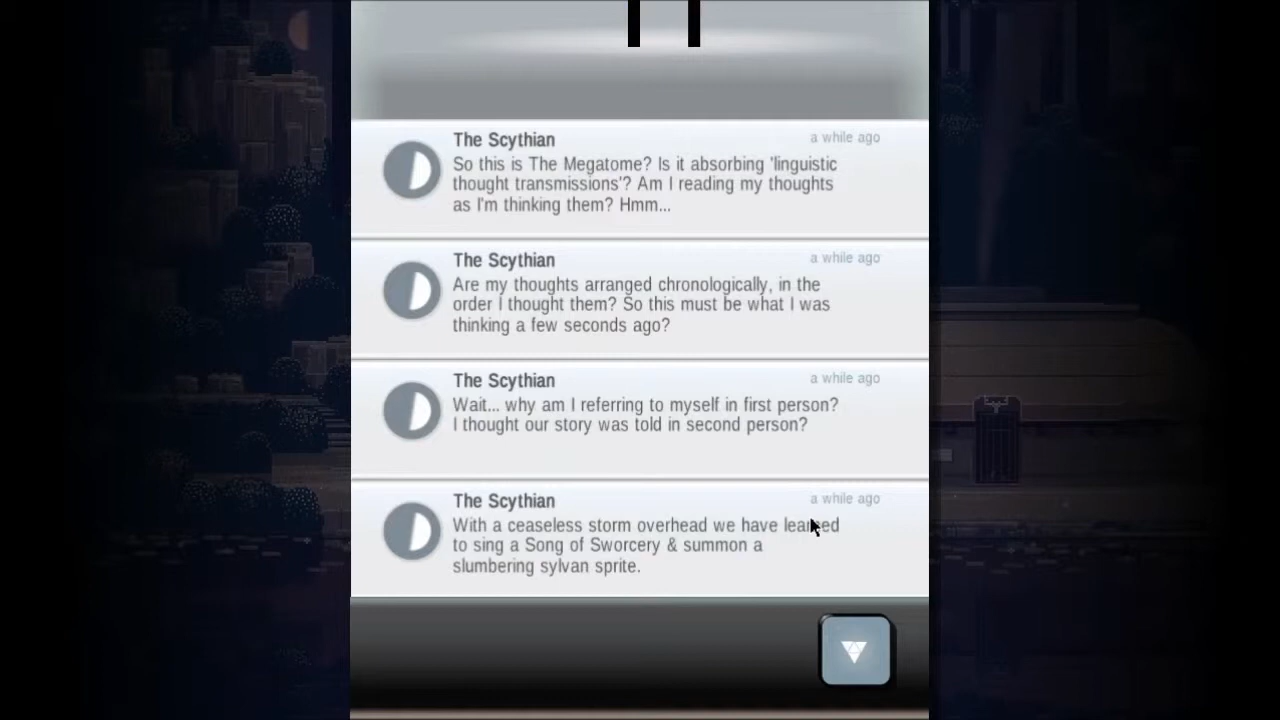 The Scythian
a while ago
So this is The Megatome? Is it absorbing 'linguistic
thought transmissions'? Am I reading my thoughts
as I'm thinking them? Hmm...
The Scythian
a while ago
Are my thoughts arranged chronologically, in the
order I thought them? So this must be what I was
thinking a few seconds ago?
The Scythian
a while ago
Wait... why am I referring to myself in first person?
I thought our story was told in second person?
The Scythian
a while ago
With a ceaseless storm overhead we have learned
to sing a Song of Sworcery & summon a
slumbering sylvan sprite.